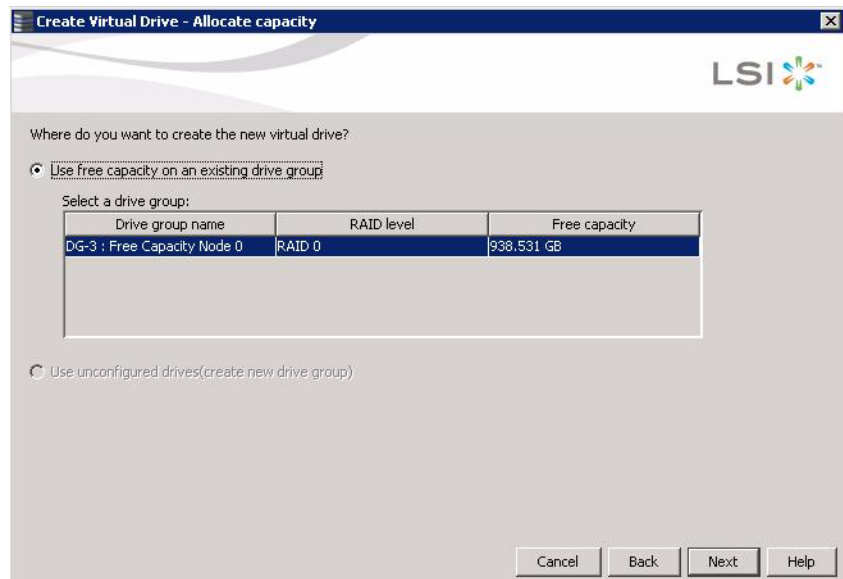 Create Virtual Drive - Allocate capacity
LSI
Where do you want to create the new virtual drive?
Use free capacity on an existing drive group
Select a drive group:
Drive group name RAID level Free capacity
DG-3 : Free Capacity Node 0 RAID 0 938.531 GB
Use unconfigured drives(create new drive group)
Cancel Back Next Help